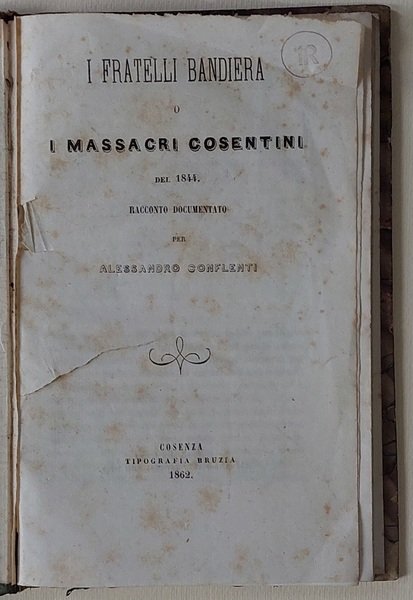 I FRATELLI BANDIERA
O
I MASSACRI COSENTINI
DEL 1844.
RACCONTO DOCUMENTATO
PER
ALESSANDRO CONFLENTI
COSENZA
TIPOGRAFIA BRUZIA
1862.